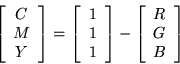 [ C ] = [ 1 ] - [ R ]
[ M ] = [ 1 ] - [ G ]
[ Y ] = [ 1 ] - [ B ]